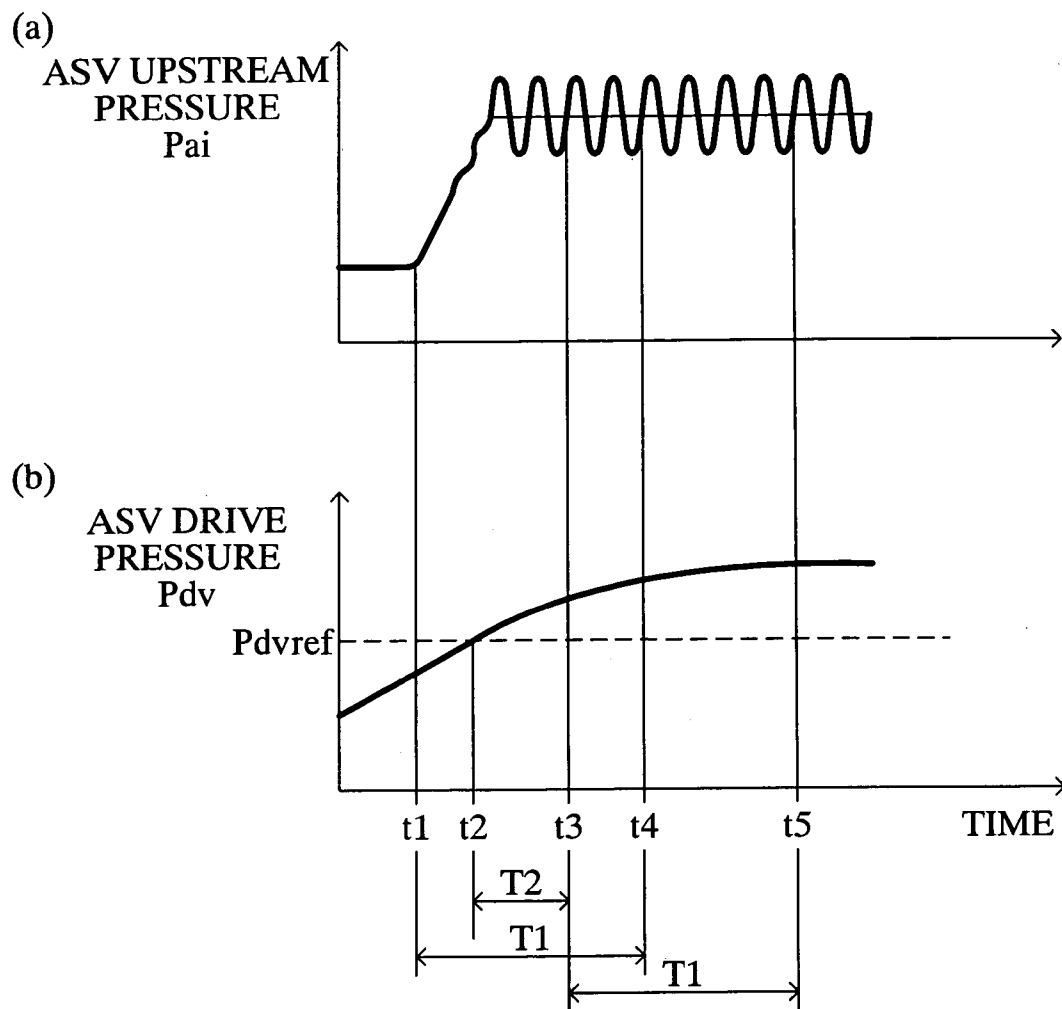 (a)
ASV UPSTREAM
PRESSURE
Pai
(b)
ASV DRIVE
PRESSURE
Pdv
Pdvref
t1 t2 t3 t4 t5 TIME
T2
T1
T1